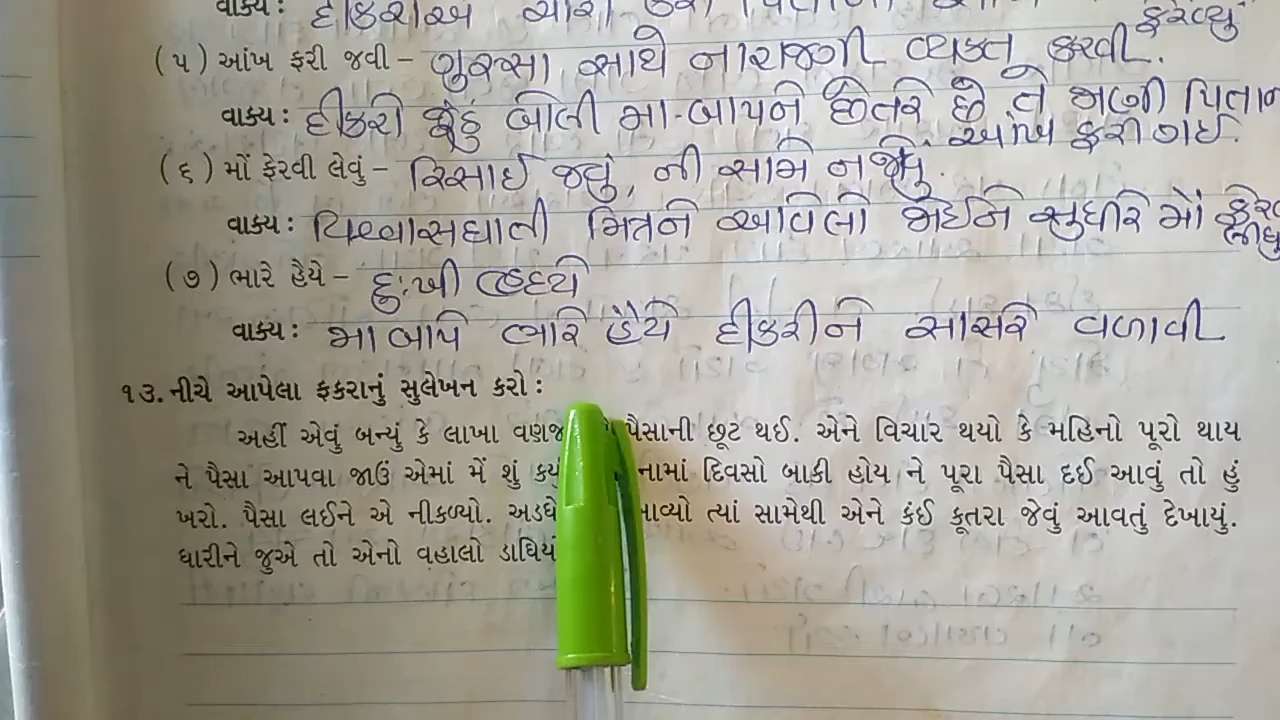 વાક્ય: દીકરાએ
(૫) આંખ ફરી જવી – ગુસ્સા સાથે નારાજગી વ્યક્ત કરવી. ફેરવ્યું
વાક્ય: દીકરો જૂઠું બોલી મા-બાપને છેતરે છે તે જાણી પિતાન
આંખ ફરી ગઈ.
(૬) મોં ફેરવી લેવું – રિસાઈ જવું, ની સામે ન જોવું.
વાક્ય: વિશ્વાસઘાતી મિત્રને આવેલો જોઈને સુધીરે મોં ફેરવ
લીધું
(૭) ભારે હૈયે – દુઃખી હૃદયે
વાક્ય: મા બાપે ભારે હૈયે દીકરીને સાસરે વળાવી
૧૩. નીચે આપેલા ફકરાનું સુલેખન કરો :
અહીં એવું બન્યું કે લાખા વણજા પૈસાની છૂટ થઈ. એને વિચાર થયો કે મહિનો પૂરો થાય
ને પૈસા આપવા જાઉં એમાં મેં શું કર્યું નામાં દિવસો બાકી હોય ને પૂરા પૈસા દઈ આવું તો હું
ખરો. પૈસા લઈને એ નીકળ્યો. અડધે આવ્યો ત્યાં સામેથી એને કંઈ કૂતરા જેવું આવતું દેખાયું.
ધારીને જુએ તો એનો વહાલો ડાઘિયો